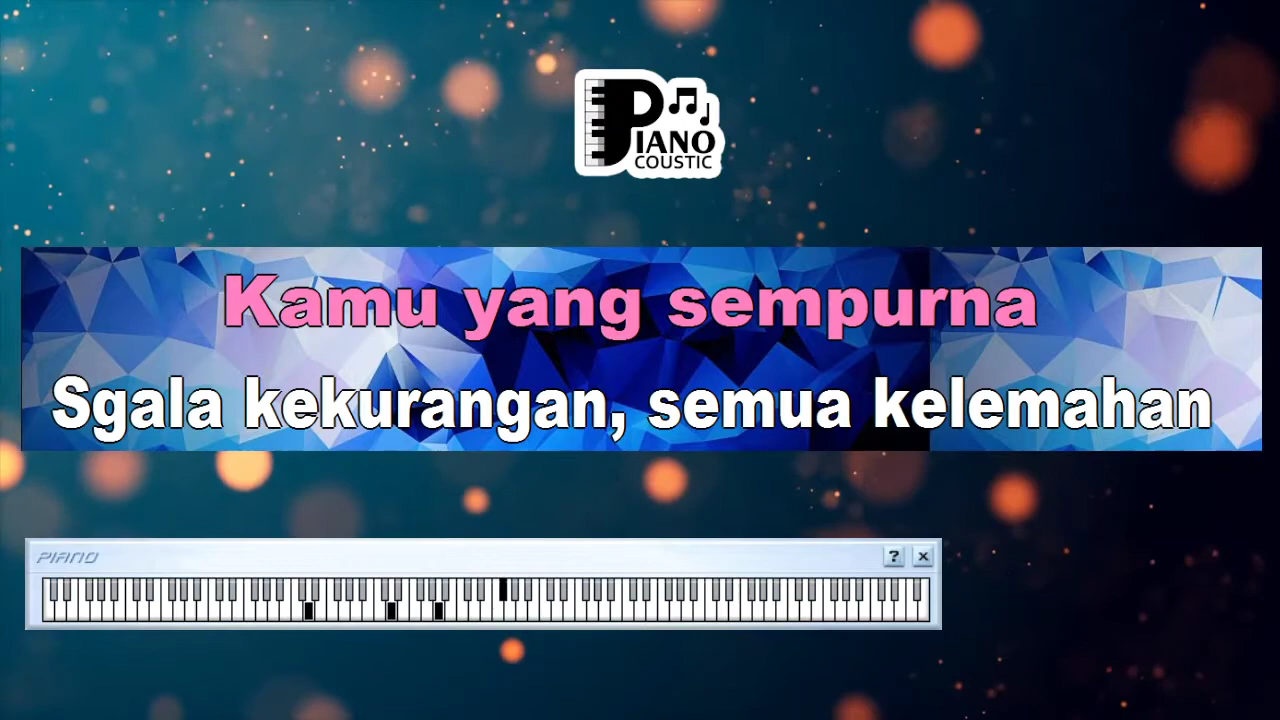 PIANO
COUSTIC
Kamu yang sempurna
Sgala kekurangan, semua kelemahan
PIANO
? ×